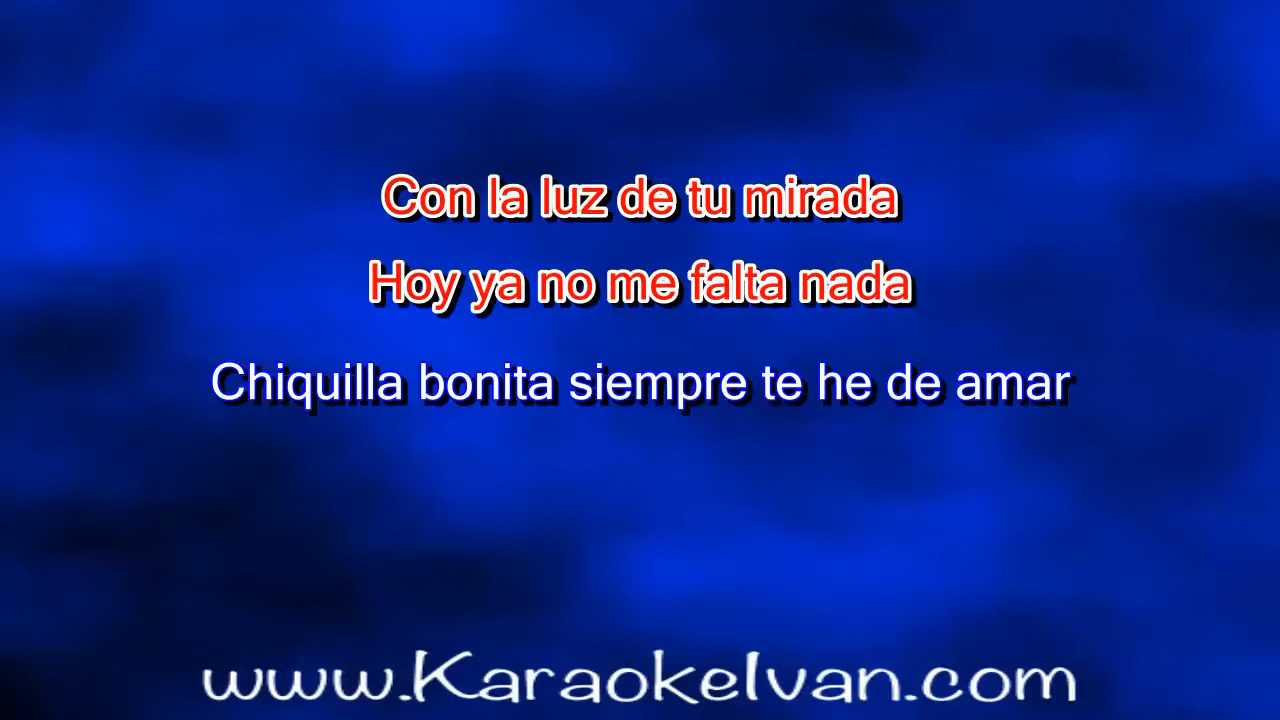 Con la luz de tu mirada
Hoy ya no me falta nada
Chiquilla bonita siempre te he de amar
www.KaraokeIvan.com